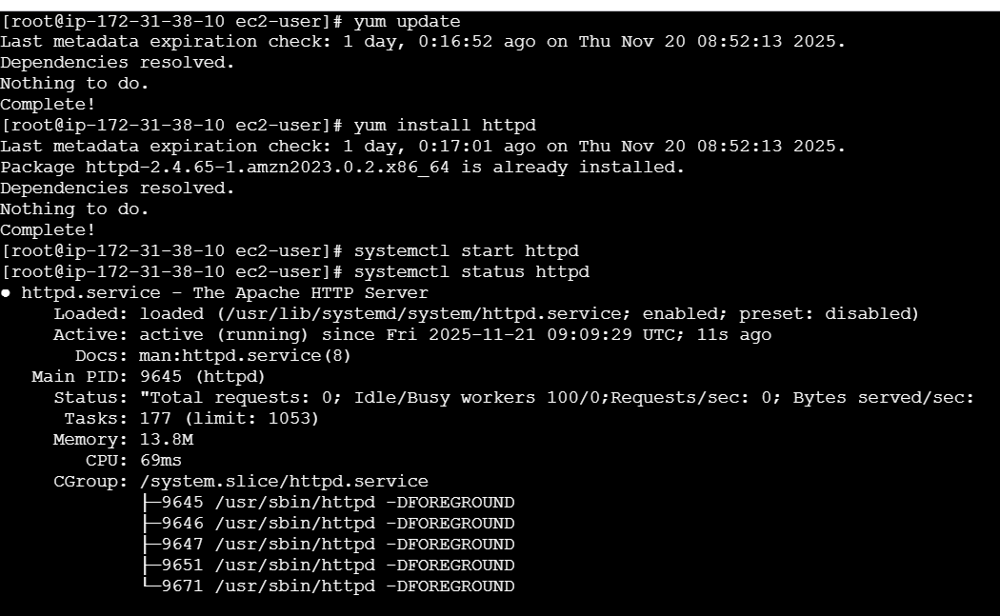 [root@ip-172-31-38-10 ec2-user]# yum update
Last metadata expiration check: 1 day, 0:16:52 ago on Thu Nov 20 08:52:13 2025.
Dependencies resolved.
Nothing to do.
Complete!
[root@ip-172-31-38-10 ec2-user]# yum install httpd
Last metadata expiration check: 1 day, 0:17:01 ago on Thu Nov 20 08:52:13 2025.
Package httpd-2.4.65-1.amzn2023.0.2.x86_64 is already installed.
Dependencies resolved.
Nothing to do.
Complete!
[root@ip-172-31-38-10 ec2-user]# systemctl start httpd
[root@ip-172-31-38-10 ec2-user]# systemctl status httpd
● httpd.service - The Apache HTTP Server
     Loaded: loaded (/usr/lib/systemd/system/httpd.service; enabled; preset: disabled)
     Active: active (running) since Fri 2025-11-21 09:09:29 UTC; 11s ago
       Docs: man:httpd.service(8)
   Main PID: 9645 (httpd)
     Status: "Total requests: 0; Idle/Busy workers 100/0;Requests/sec: 0; Bytes served/sec:
      Tasks: 177 (limit: 1053)
     Memory: 13.8M
        CPU: 69ms
     CGroup: /system.slice/httpd.service
             ├─9645 /usr/sbin/httpd -DFOREGROUND
             ├─9646 /usr/sbin/httpd -DFOREGROUND
             ├─9647 /usr/sbin/httpd -DFOREGROUND
             ├─9651 /usr/sbin/httpd -DFOREGROUND
             └─9671 /usr/sbin/httpd -DFOREGROUND